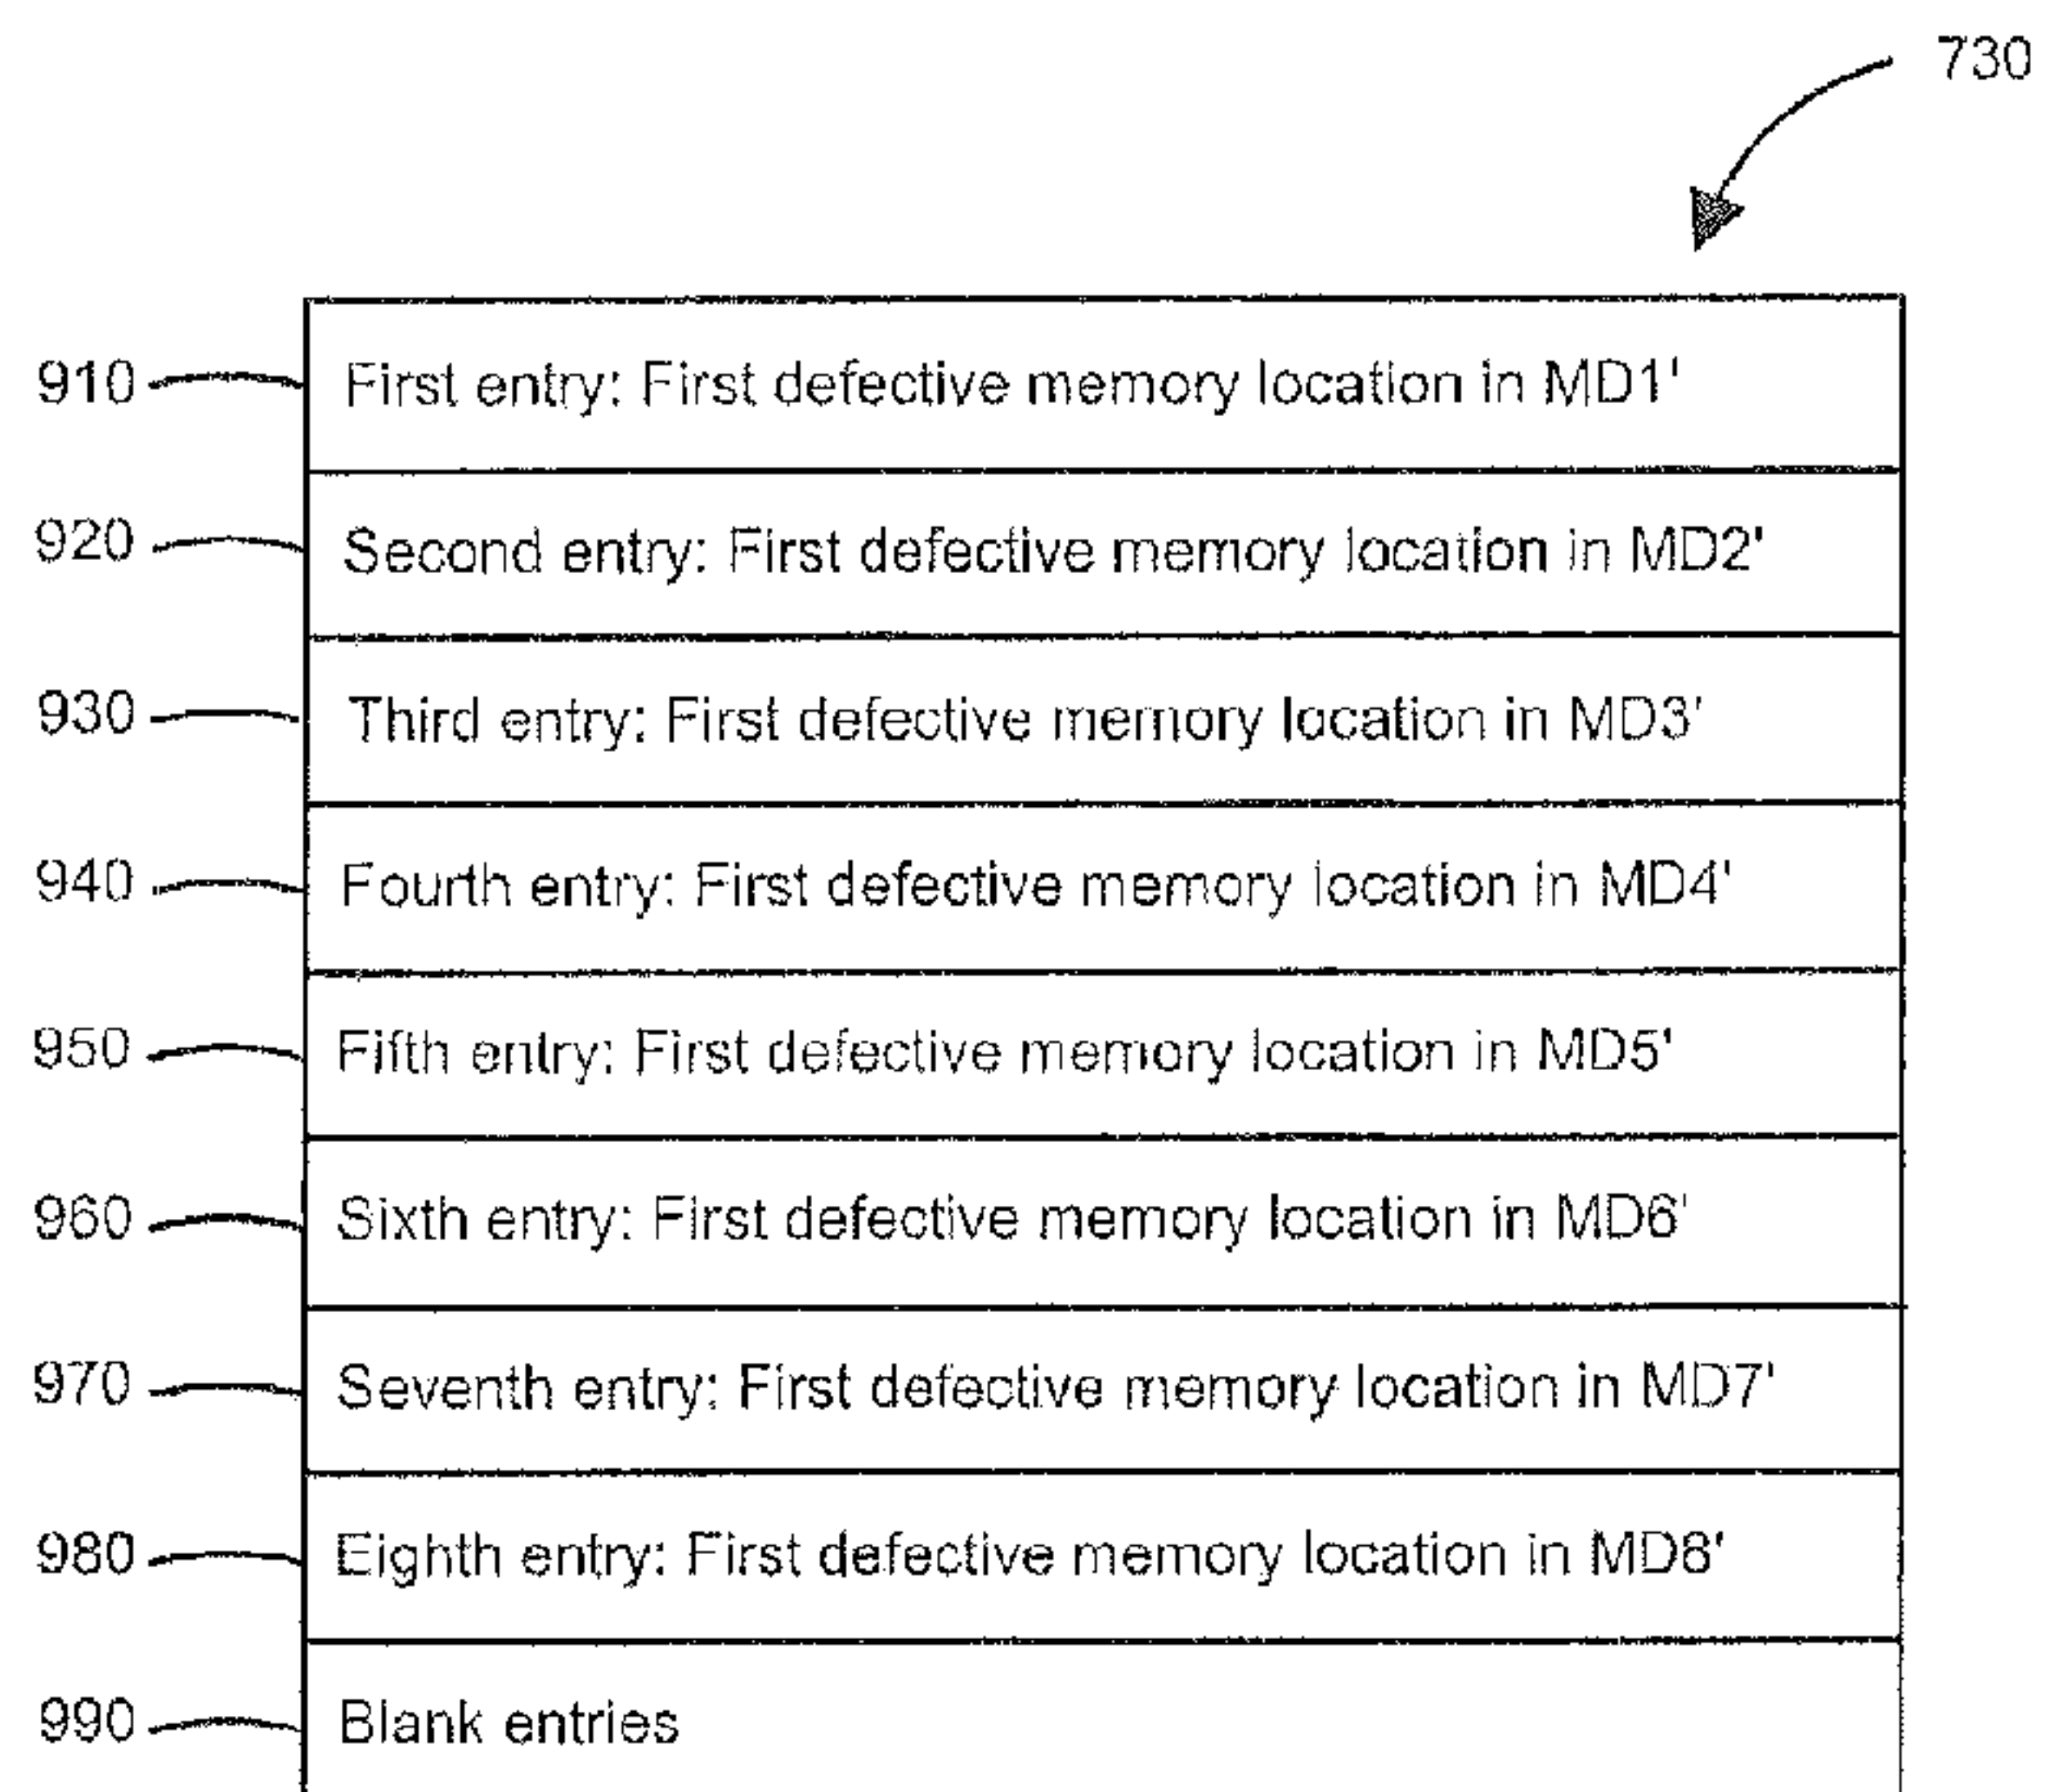 730
910 First entry: First defective memory location in MD1'
920 Second entry: First defective memory location in MD2'
930 Third entry: First defective memory location in MD3'
940 Fourth entry: First defective memory location in MD4'
950 Fifth entry: First defective memory location in MD5'
960 Sixth entry: First defective memory location in MD6'
970 Seventh entry: First defective memory location in MD7'
980 Eighth entry: First defective memory location in MD8'
990 Blank entries